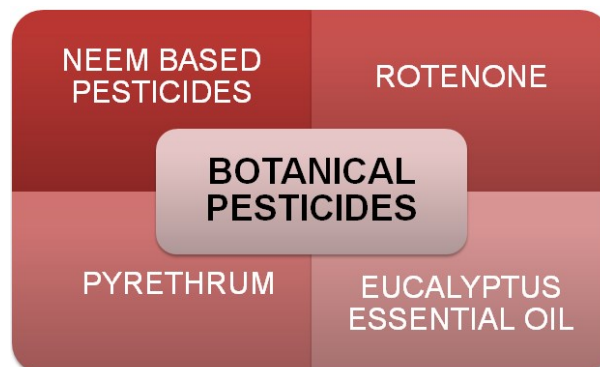 NEEM BASED
PESTICIDES
ROTENONE
BOTANICAL
PESTICIDES
PYRETHRUM
EUCALYPTUS
ESSENTIAL OIL